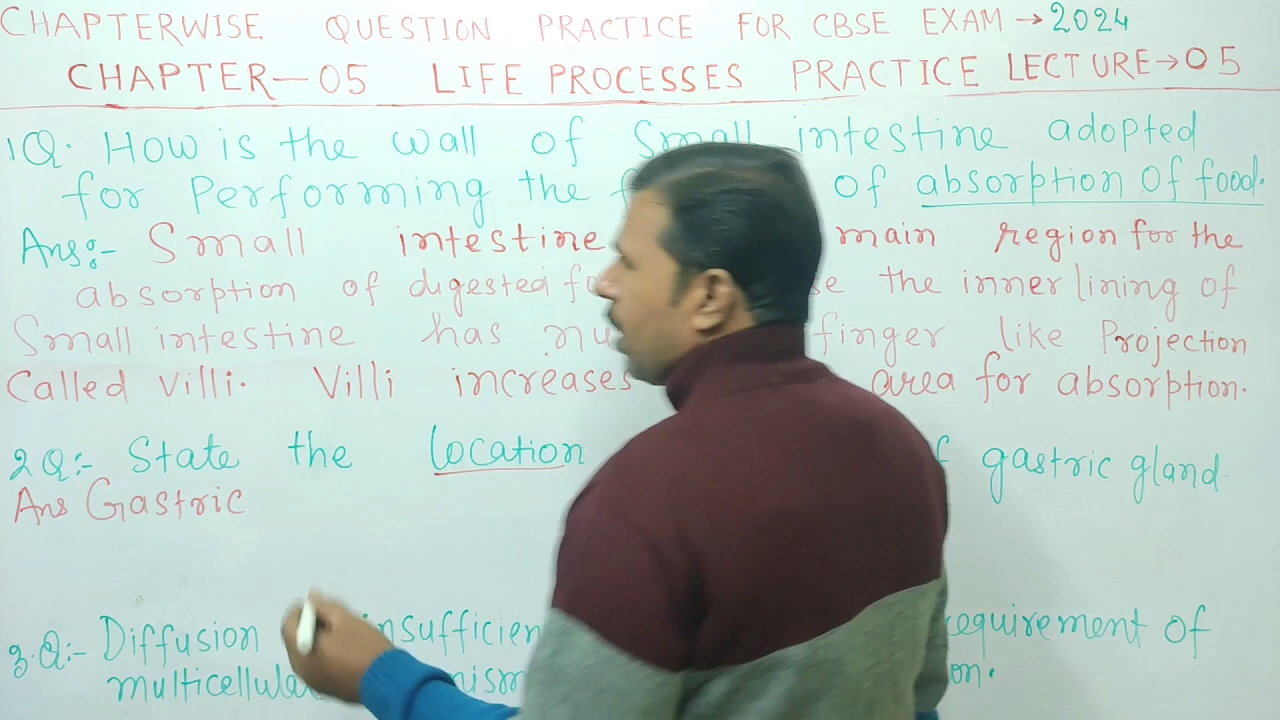 CHAPTERWISE QUESTION PRACTICE FOR CBSE EXAM → 2024
CHAPTER-05 LIFE PROCESSES PRACTICE LECTURE→05
1Q. How is the wall of Small intestine adopted
for Performing the of absorption of food.
Ans:- Small intestine main region for the
absorption of digested the inner lining of
Small intestine has finger like Projection
Called Villi. Villi increases area for absorption.
2Q:- State the location gastric gland.
Ans Gastric
3.Q:- Diffusion requirement of